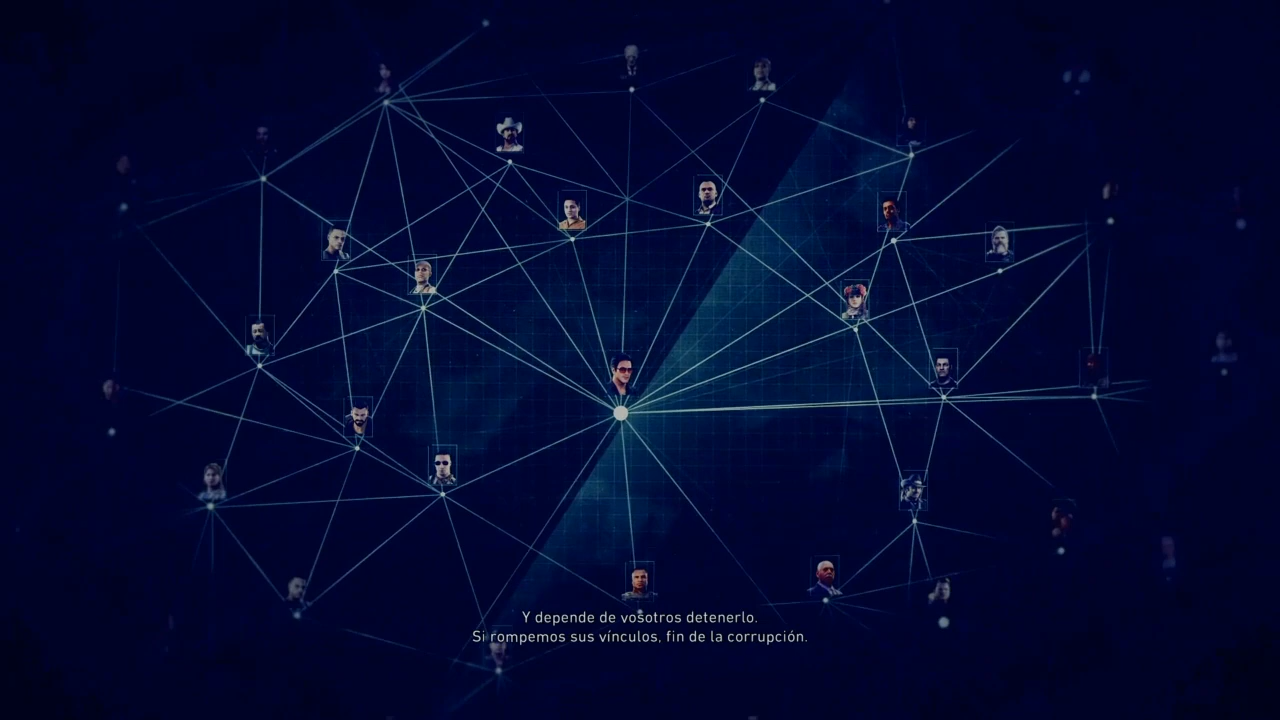 Y depende de vosotros detenerlo.
Si rompemos sus vínculos, fin de la corrupción.